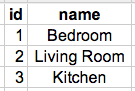 id name
1 Bedroom
2 Living Room
3 Kitchen